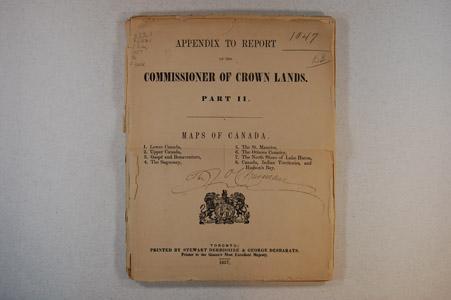 1047
APPENDIX TO REPORT
OF THE
COMMISSIONER OF CROWN LANDS.
PART II.
MAPS OF CANADA.
1. Lower Canada,
2. Upper Canada,
3. Gaspé and Bonaventure,
4. The Saguenay,
5. The St. Maurice,
6. The Ottawa Country,
7. The North Shore of Lake Huron,
8. Canada, Indian Territories, and
Hudson's Bay.
TORONTO:
PRINTED BY STEWART DERBISHIRE & GEORGE DESBARATS,
Printer to the Queen's Most Excellent Majesty.
1857.